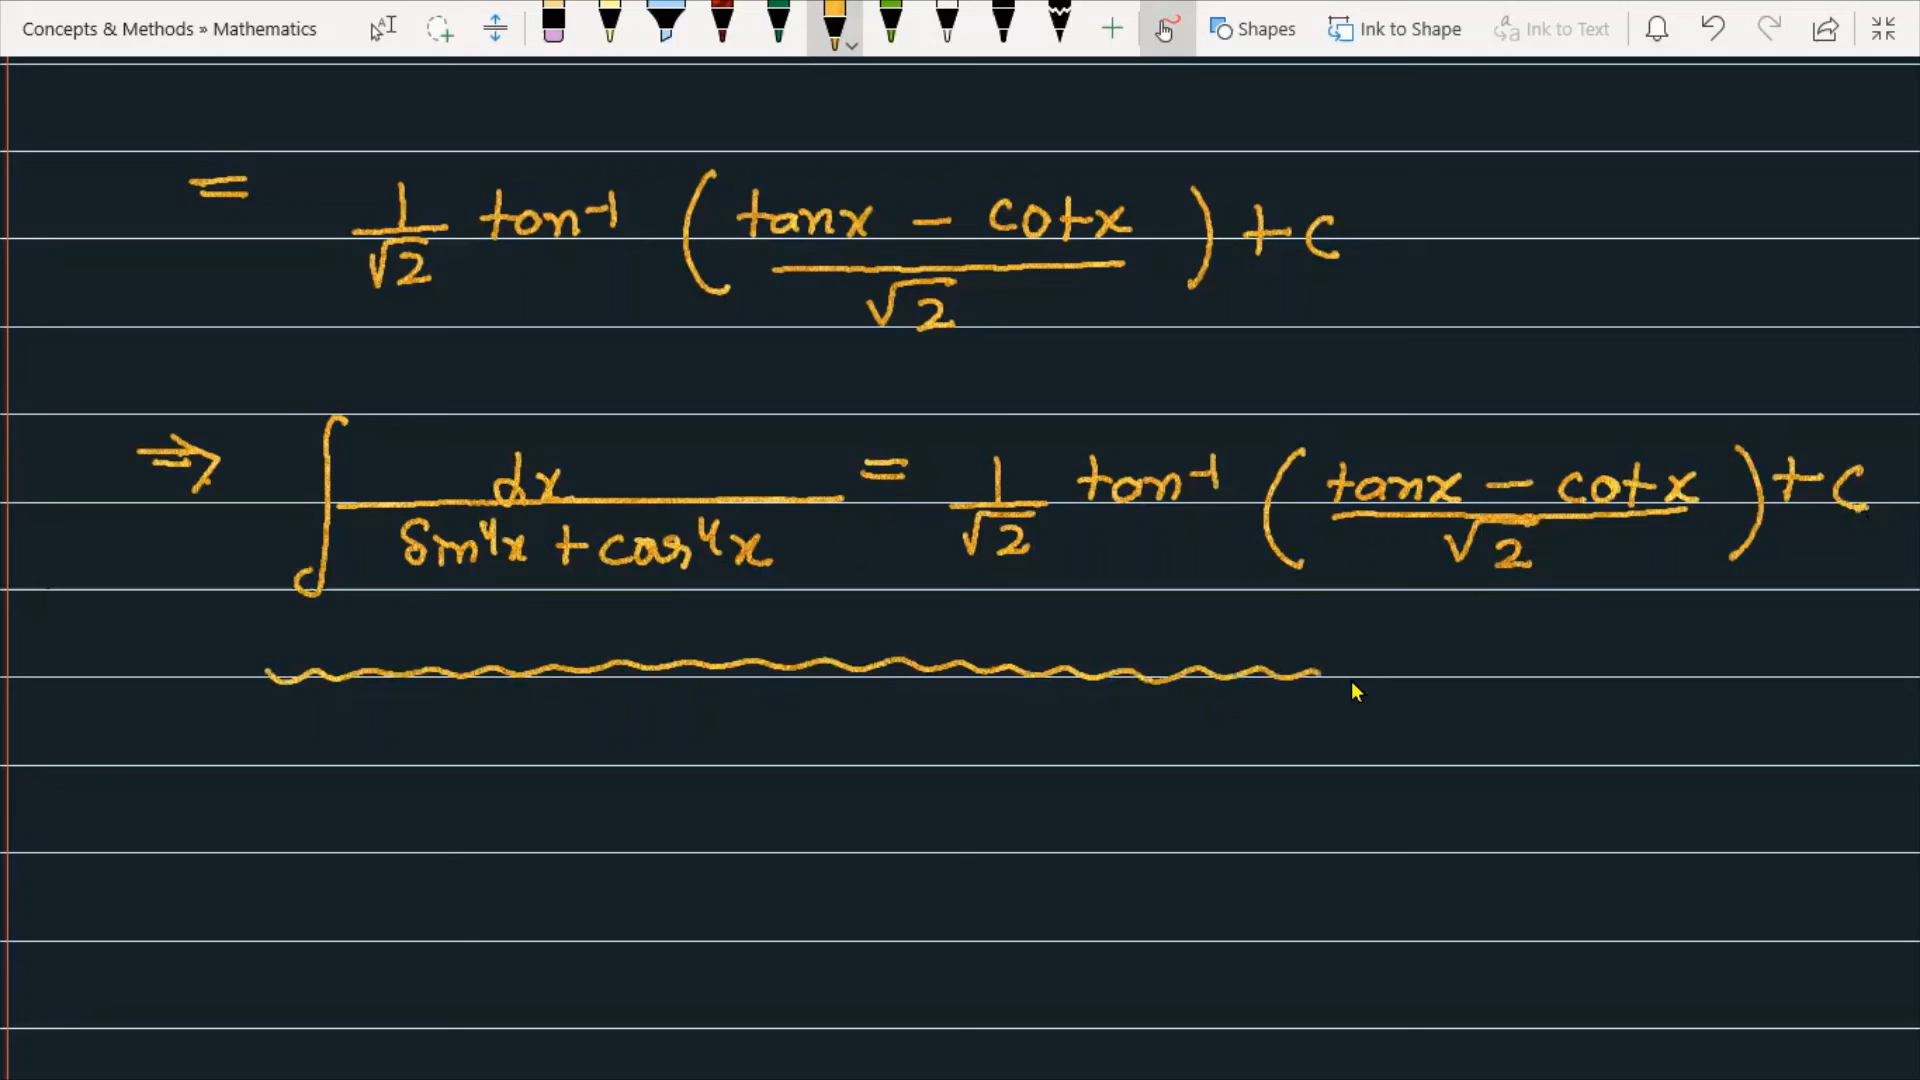 Concepts & Methods » Mathematics Shapes Ink to Shape Ink to Text
= 1/√2 tan⁻¹ ( (tanx − cotx)/√2 ) + c
⇒ ∫ dx/(Sin⁴x + cos⁴x) = 1/√2 tan⁻¹ ( (tanx − cotx)/√2 ) + c